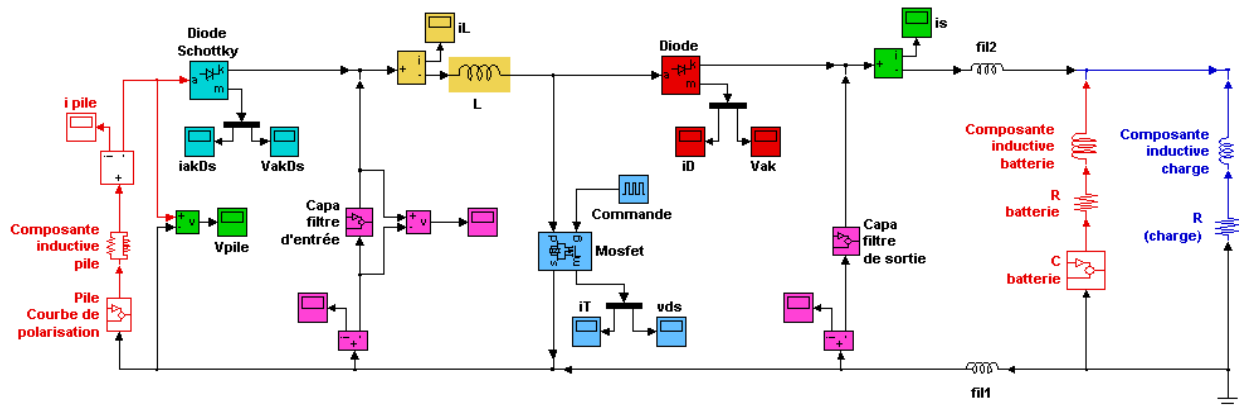 Diode
Schottky
a
k
m
i pile
i
-
+
iakDs
VakDs
+
-
v
Vpile
Composante
inductive
pile
Pile
Courbe de
polarisation
iL
+
i
-
L
Capa
filtre
d'entrée
+
-
v
i
-
+
Commande
d
g
s
m
Mosfet
iT
vds
Diode
a
k
m
iD
Vak
is
+
i
-
fil2
Capa
filtre
de sortie
i
-
+
fil1
Composante
inductive
batterie
R
batterie
C
batterie
Composante
inductive
charge
R
(charge)